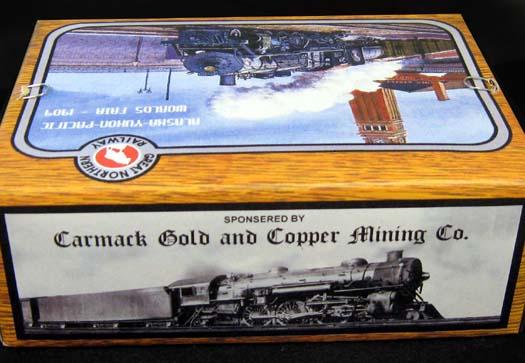 ALASKA-YUKON-PACIFIC
WORLDS FAIR - 1909
GREAT NORTHERN
RAILWAY
SPONSERED BY
Carmack Gold and Copper Mining Co.